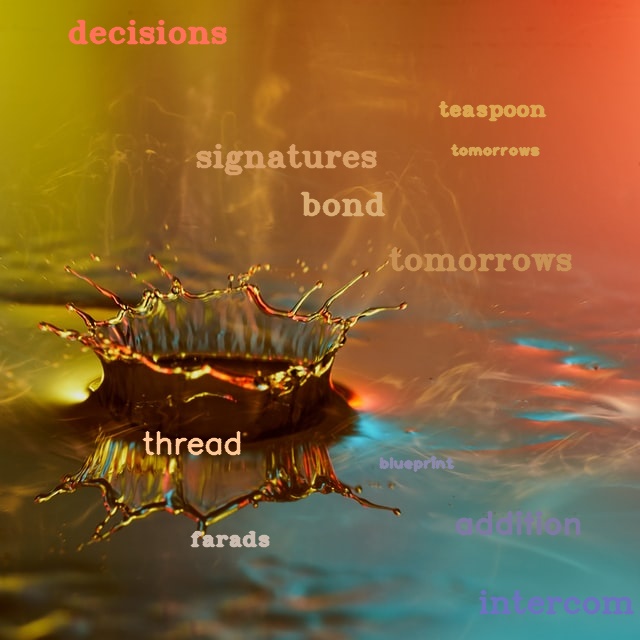 decisions
teaspoon
tomorrows
signatures
bond
tomorrows
thread
blueprint
addition
farads
intercom